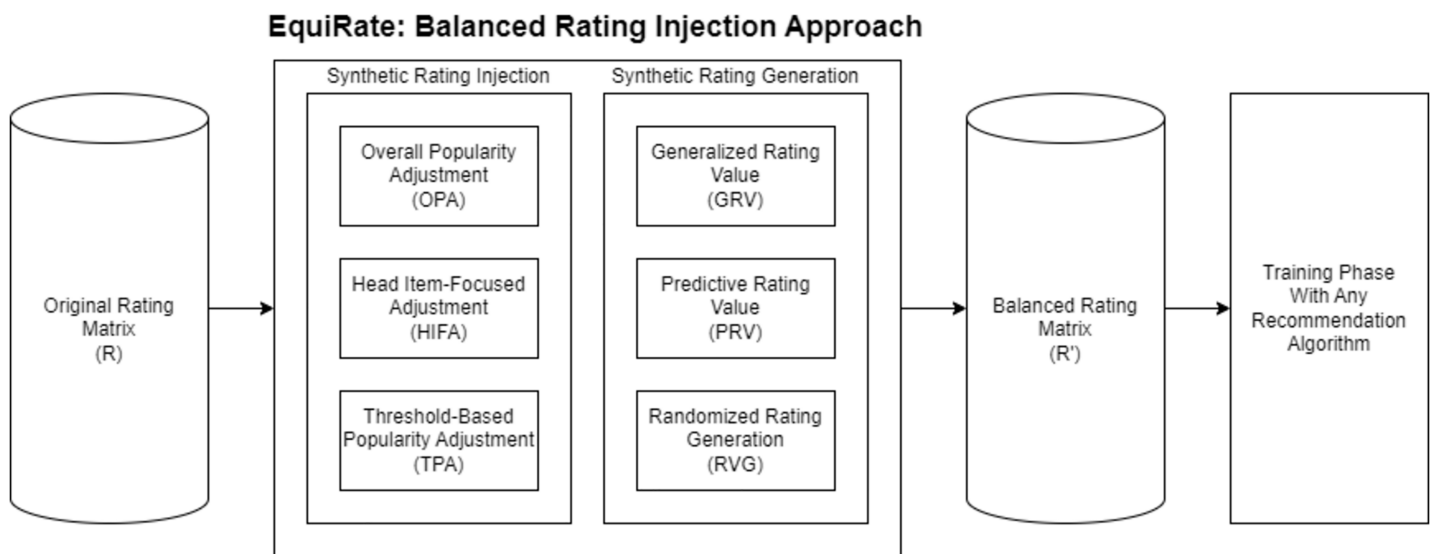 EquiRate: Balanced Rating Injection Approach
Synthetic Rating Injection
Synthetic Rating Generation
Original Rating
Matrix
(R)
Overall Popularity
Adjustment
(OPA)
Head Item-Focused
Adjustment
(HIFA)
Threshold-Based
Popularity Adjustment
(TPA)
Generalized Rating
Value
(GRV)
Predictive Rating
Value
(PRV)
Randomized Rating
Generation
(RVG)
Balanced Rating
Matrix
(R')
Training Phase
With Any
Recommendation
Algorithm